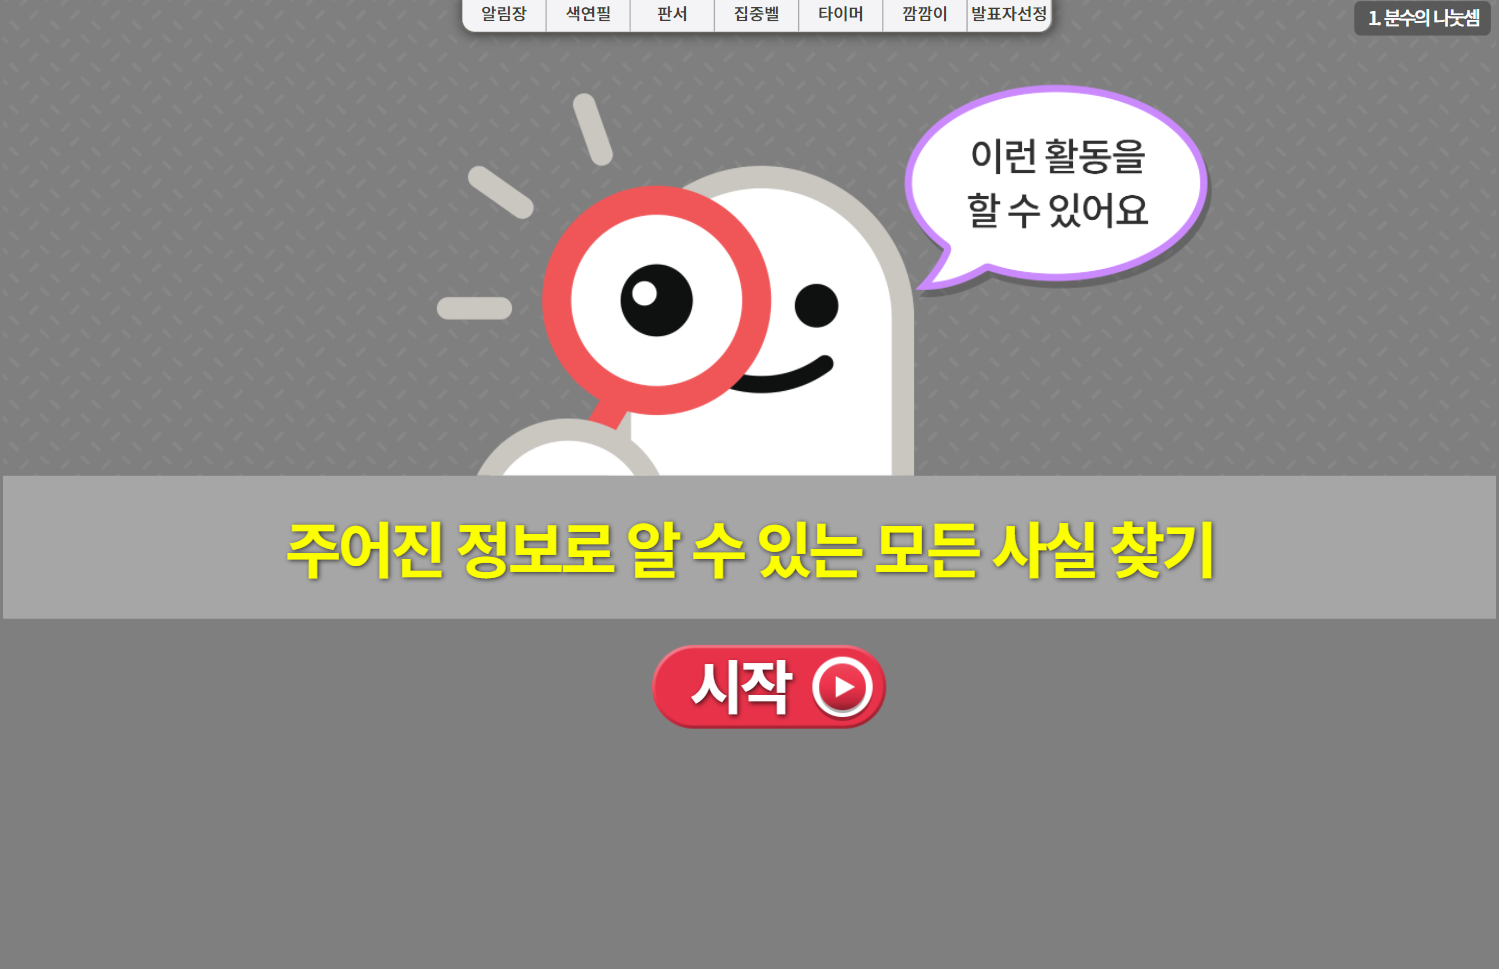 알림장 색연필 판서 집중벨 타이머 깜깜이 발표자선정
1. 분수의 나눗셈
이런 활동을
할 수 있어요
주어진 정보로 알 수 있는 모든 사실 찾기
시작